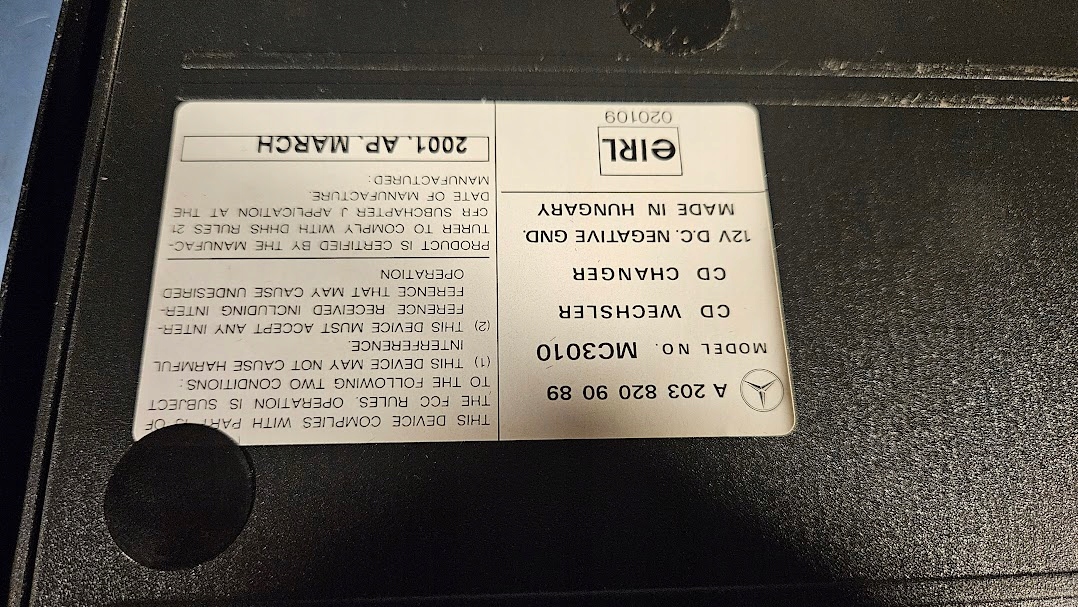 A 203 820 90 89
MODEL NO. MC3010
CD WECHSLER
CD CHANGER
12V D.C. NEGATIVE GND.
MADE IN HUNGARY
eIRL
020109
THIS DEVICE COMPLIES WITH PART 15 OF
THE FCC RULES. OPERATION IS SUBJECT
TO THE FOLLOWING TWO CONDITIONS:
(1) THIS DEVICE MAY NOT CAUSE HARMFUL
INTERFERENCE.
(2) THIS DEVICE MUST ACCEPT ANY INTER-
FERENCE RECEIVED INCLUDING INTER-
FERENCE THAT MAY CAUSE UNDESIRED
OPERATION
PRODUCT IS CERTIFIED BY THE MANUFAC-
TURER TO COMPLY WITH DHHS RULES 21
CFR SUBCHAPTER J APPLICATION AT THE
DATE OF MANUFACTURE.
MANUFACTURED:
2001. AP. MARCH